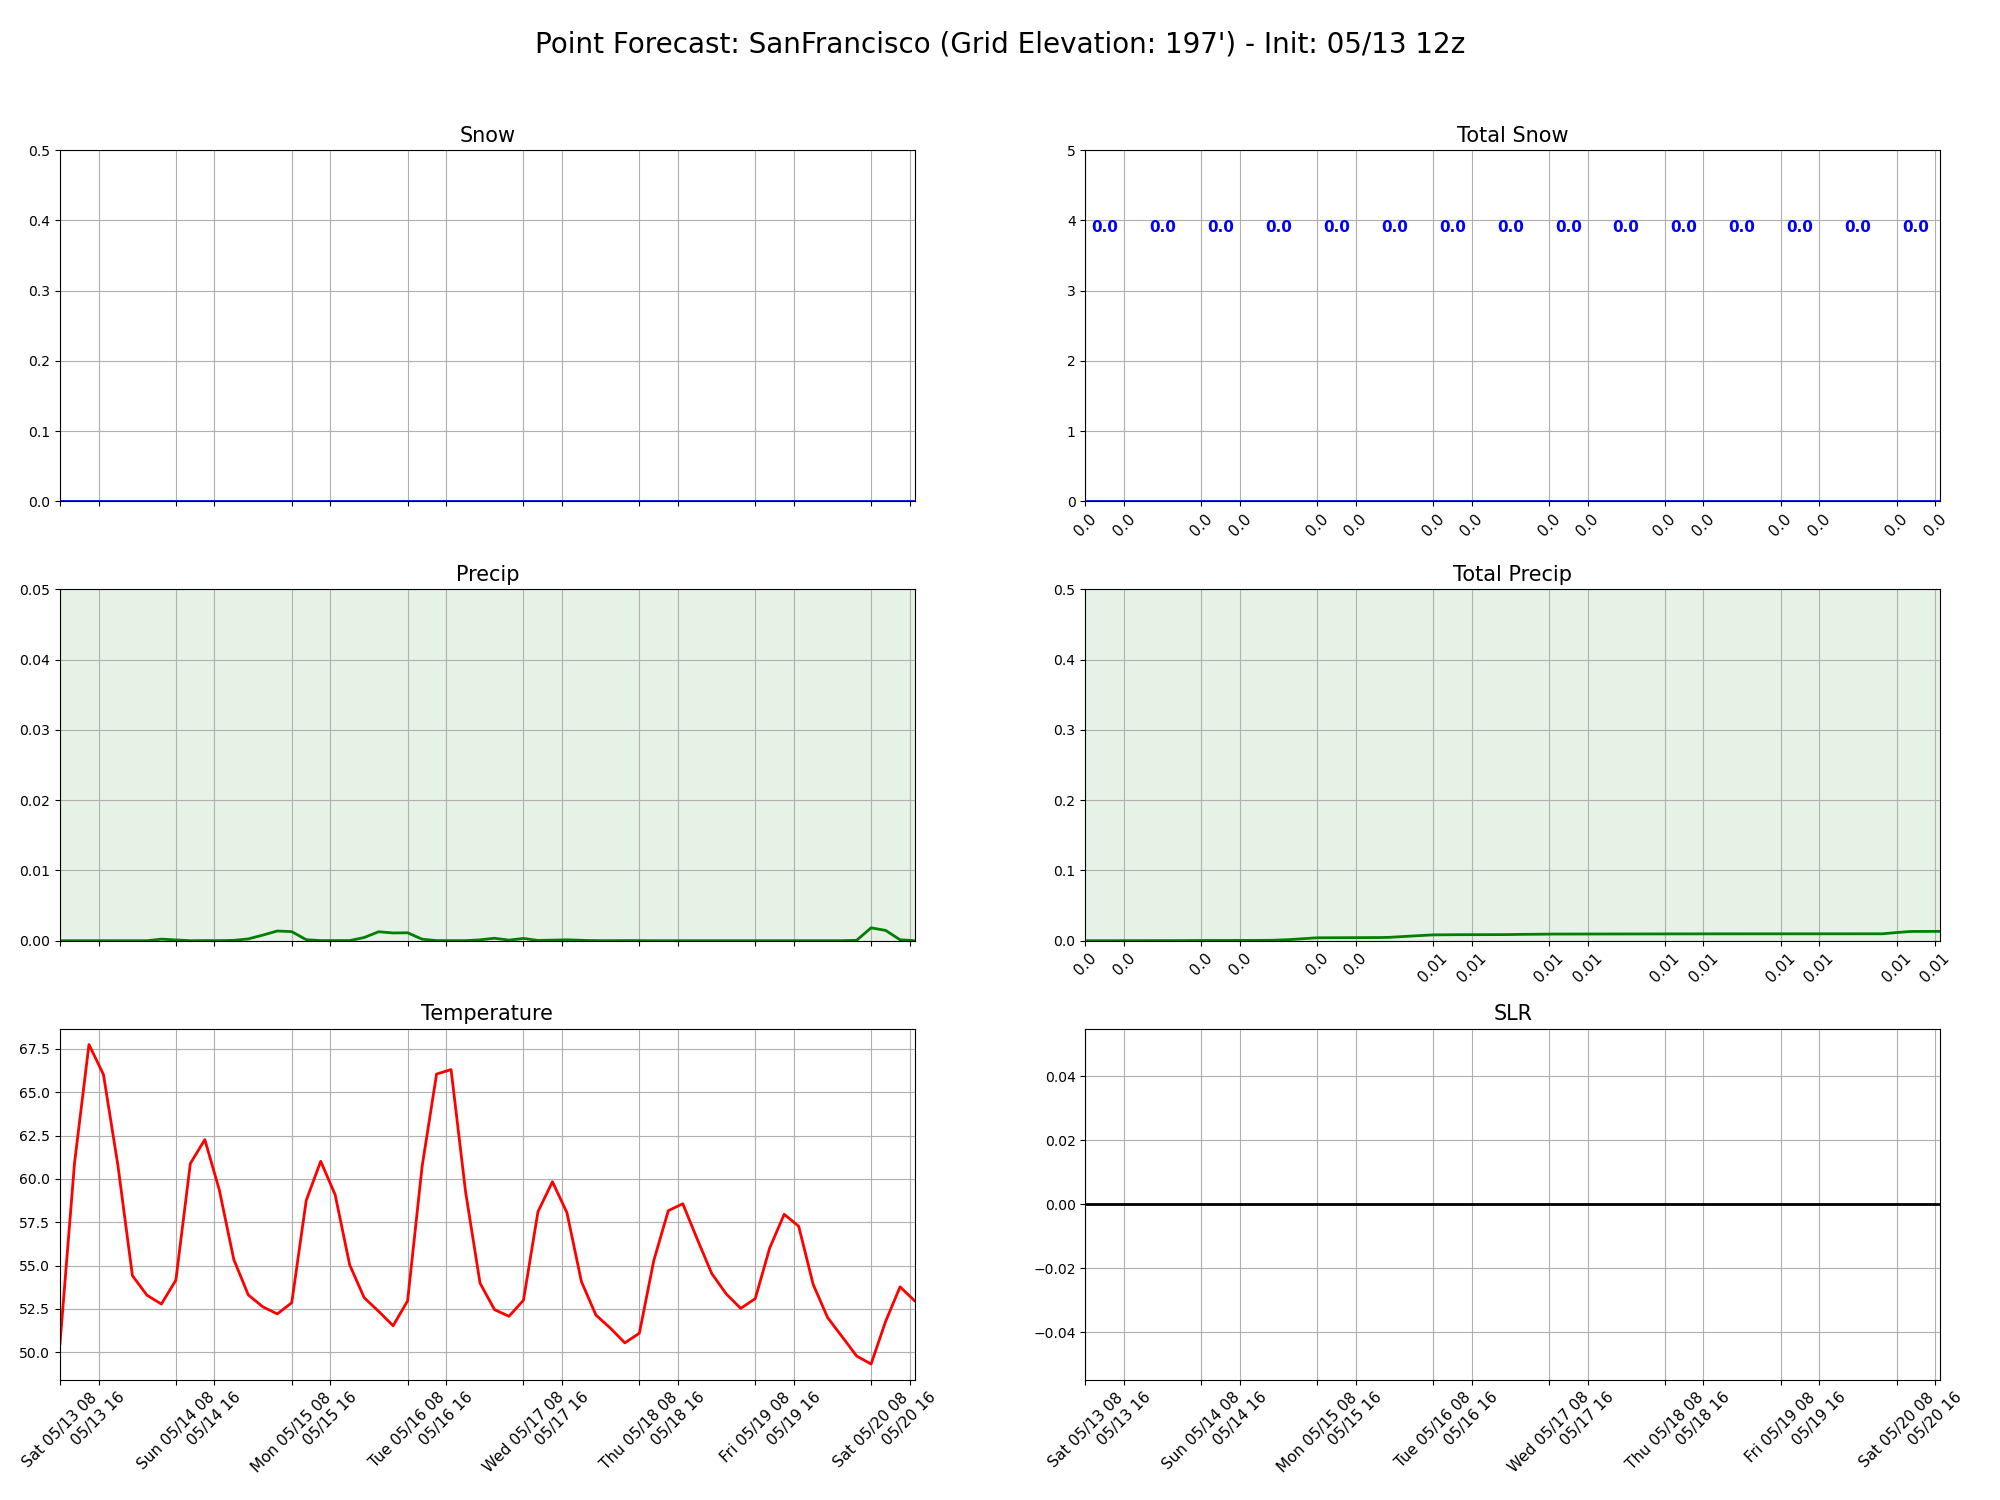 Point Forecast: SanFrancisco (Grid Elevation: 197') - Init: 05/13 12z
Snow
0.5
0.4
0.3
0.2
0.1
0.0
Total Snow
5
4
3
2
1
0
0.0 0.0 0.0 0.0 0.0 0.0 0.0 0.0 0.0 0.0 0.0 0.0 0.0 0.0 0.0
0.0 0.0 0.0 0.0 0.0 0.0 0.0 0.0 0.0 0.0 0.0 0.0 0.0 0.0 0.0 0.0
Precip
0.05
0.04
0.03
0.02
0.01
0.00
Total Precip
0.5
0.4
0.3
0.2
0.1
0.0
0.0 0.0 0.0 0.0 0.0 0.0 0.01 0.01 0.01 0.01 0.01 0.01 0.01 0.01 0.01 0.01
Temperature
67.5
65.0
62.5
60.0
57.5
55.0
52.5
50.0
Sat 05/13 08
05/13 16
Sun 05/14 08
05/14 16
Mon 05/15 08
05/15 16
Tue 05/16 08
05/16 16
Wed 05/17 08
05/17 16
Thu 05/18 08
05/18 16
Fri 05/19 08
05/19 16
Sat 05/20 08
05/20 16
SLR
0.04
0.02
0.00
−0.02
−0.04
Sat 05/13 08
05/13 16
Sun 05/14 08
05/14 16
Mon 05/15 08
05/15 16
Tue 05/16 08
05/16 16
Wed 05/17 08
05/17 16
Thu 05/18 08
05/18 16
Fri 05/19 08
05/19 16
Sat 05/20 08
05/20 16